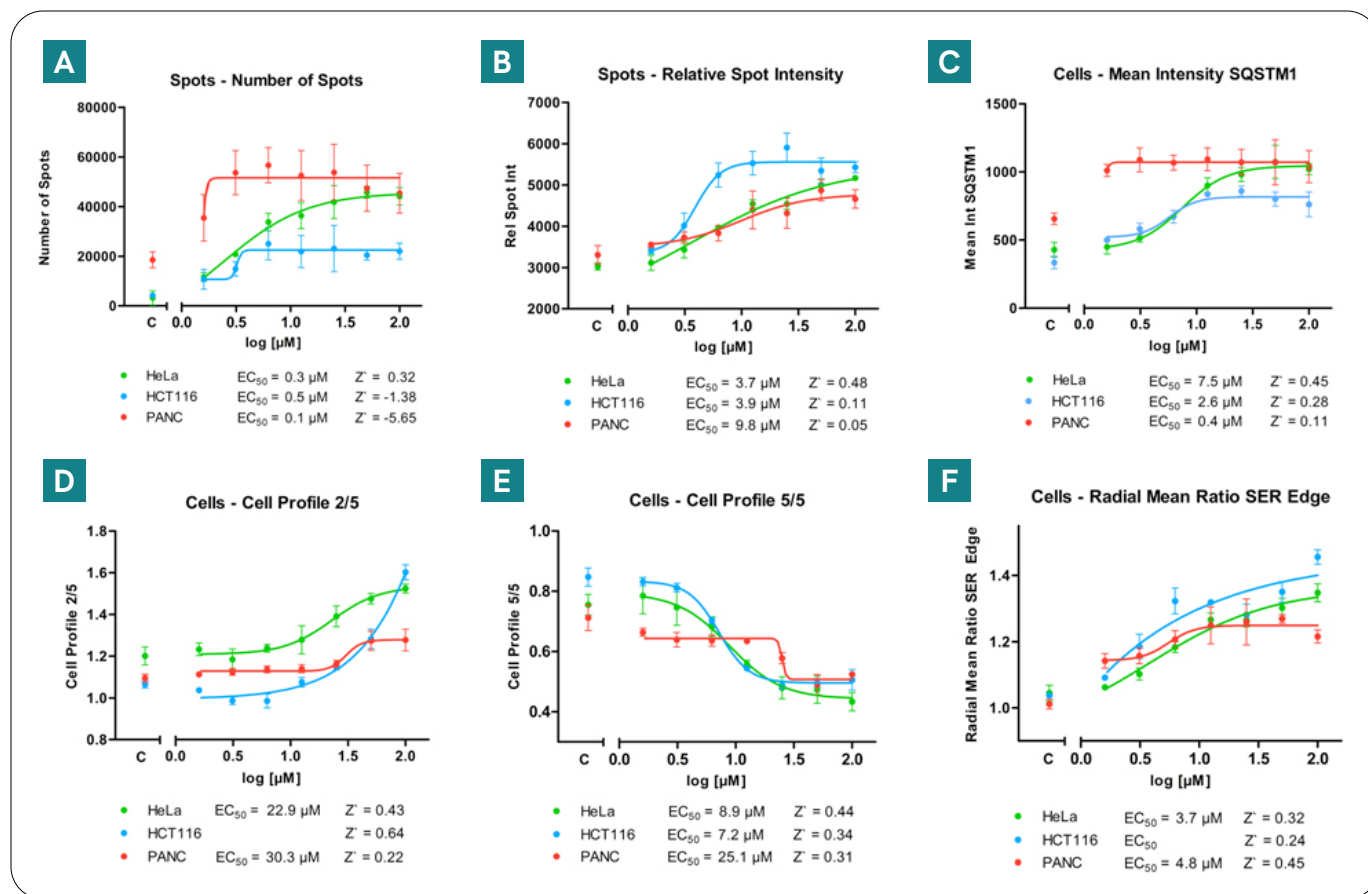 A
Spots - Number of Spots
Number of Spots
80000
60000
40000
20000
0
C
0.0 0.5 1.0 1.5 2.0
log [µM]
HeLa EC50 = 0.3 µM Z` = 0.32
HCT116 EC50 = 0.5 µM Z` = -1.38
PANC EC50 = 0.1 µM Z` = -5.65
B
Spots - Relative Spot Intensity
Rel Spot Int
7000
6000
5000
4000
3000
2000
C
0.0 0.5 1.0 1.5 2.0
log [µM]
HeLa EC50 = 3.7 µM Z` = 0.48
HCT116 EC50 = 3.9 µM Z` = 0.11
PANC EC50 = 9.8 µM Z` = 0.05
C
Cells - Mean Intensity SQSTM1
Mean Int SQSTM1
1500
1000
500
0
C
0.0 0.5 1.0 1.5 2.0
log [µM]
HeLa EC50 = 7.5 µM Z` = 0.45
HCT116 EC50 = 2.6 µM Z` = 0.28
PANC EC50 = 0.4 µM Z` = 0.11
D
Cells - Cell Profile 2/5
Cell Profile 2/5
1.8
1.6
1.4
1.2
1.0
0.8
C
0.0 0.5 1.0 1.5 2.0
log [µM]
HeLa EC50 = 22.9 µM Z` = 0.43
HCT116 Z` = 0.64
PANC EC50 = 30.3 µM Z` = 0.22
E
Cells - Cell Profile 5/5
Cell Profile 5/5
1.0
0.8
0.6
0.4
C
0.0 0.5 1.0 1.5 2.0
log [µM]
HeLa EC50 = 8.9 µM Z` = 0.44
HCT116 EC50 = 7.2 µM Z` = 0.34
PANC EC50 = 25.1 µM Z` = 0.31
F
Cells - Radial Mean Ratio SER Edge
Radial Mean Ratio SER Edge
1.4
1.2
1.0
C
0.0 0.5 1.0 1.5 2.0
log [µM]
HeLa EC50 = 3.7 µM Z` = 0.32
HCT116 EC50 Z` = 0.24
PANC EC50 = 4.8 µM Z` = 0.45